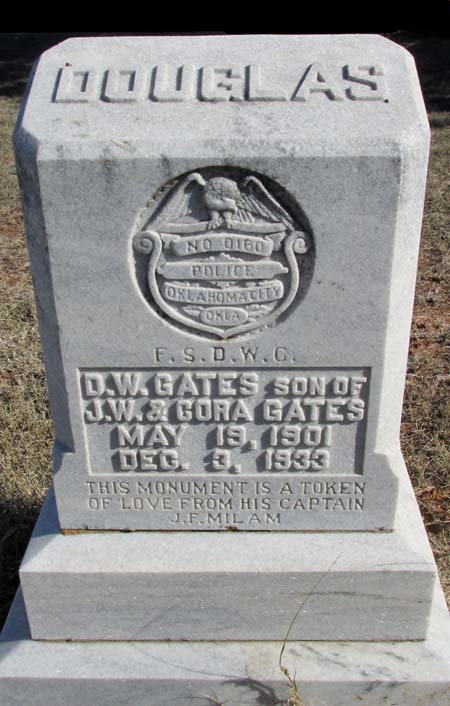 DOUGLAS
NO 0160
POLICE
OKLAHOMA CITY
OKLA
F.S.D.W.G.
D.W. GATES SON OF
J.W. & CORA GATES
MAY 19, 1901
DEC. 3, 1933
THIS MONUMENT IS A TOKEN
OF LOVE FROM HIS CAPTAIN
J.F. MILAM